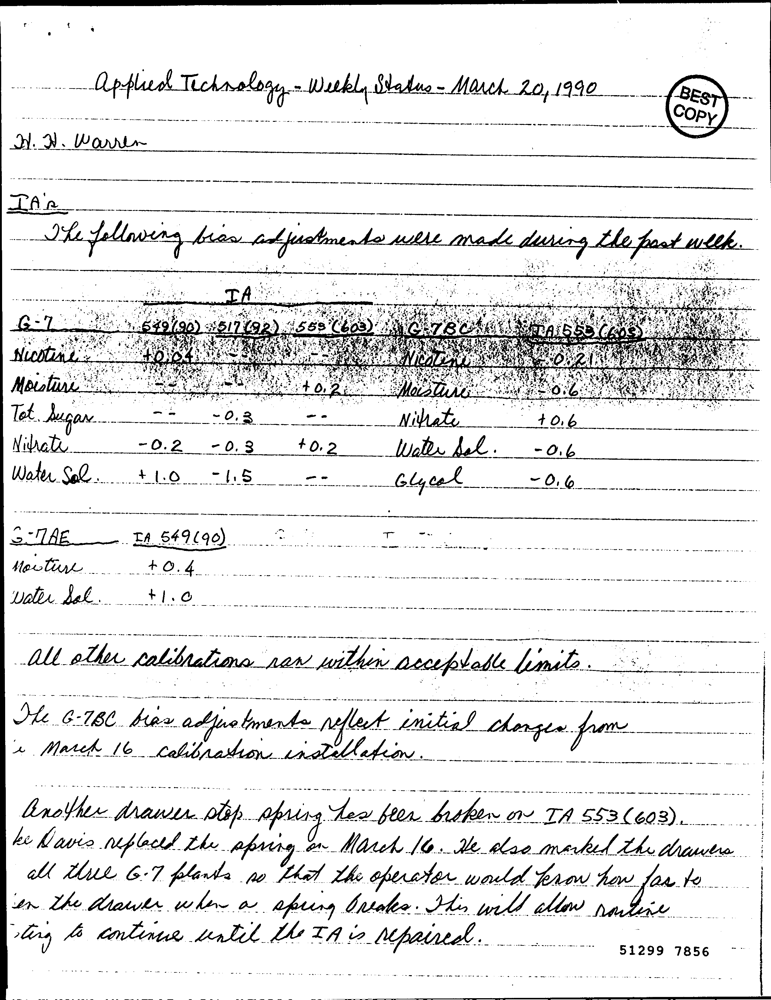 Applied Technology - Weekly Status - March 20, 1990
BEST
COPY
H. H. Warren
IA's
The following bias adjustments were made during the past week.
IA
G-7 549(90) 517(92) 553(603) G-7BC IA 553(603)
Nicotine +0.04 -- -- Nicotine -0.21
Moisture -- -- +0.2 Moisture -0.6
Tot. Sugar -- -0.3 -- Nitrate +0.6
Nitrate -0.2 -0.3 +0.2 Water Sol. -0.6
Water Sol. +1.0 -1.5 -- Glycol -0.6
G-7AE IA 549(90)
Moisture +0.4
Water Sol. +1.0
All other calibrations ran within acceptable limits.
The G-7BC bias adjustments reflect initial changes from
e March 16 calibration installation.
Another drawer stop spring has been broken on IA 553(603).
ke Davis replaced the spring on March 16. He also marked the drawers
all three G-7 plants so that the operator would know how far to
en the drawer when a spring breaks. This will allow routine
sting to continue until the IA is repaired.
51299 7856